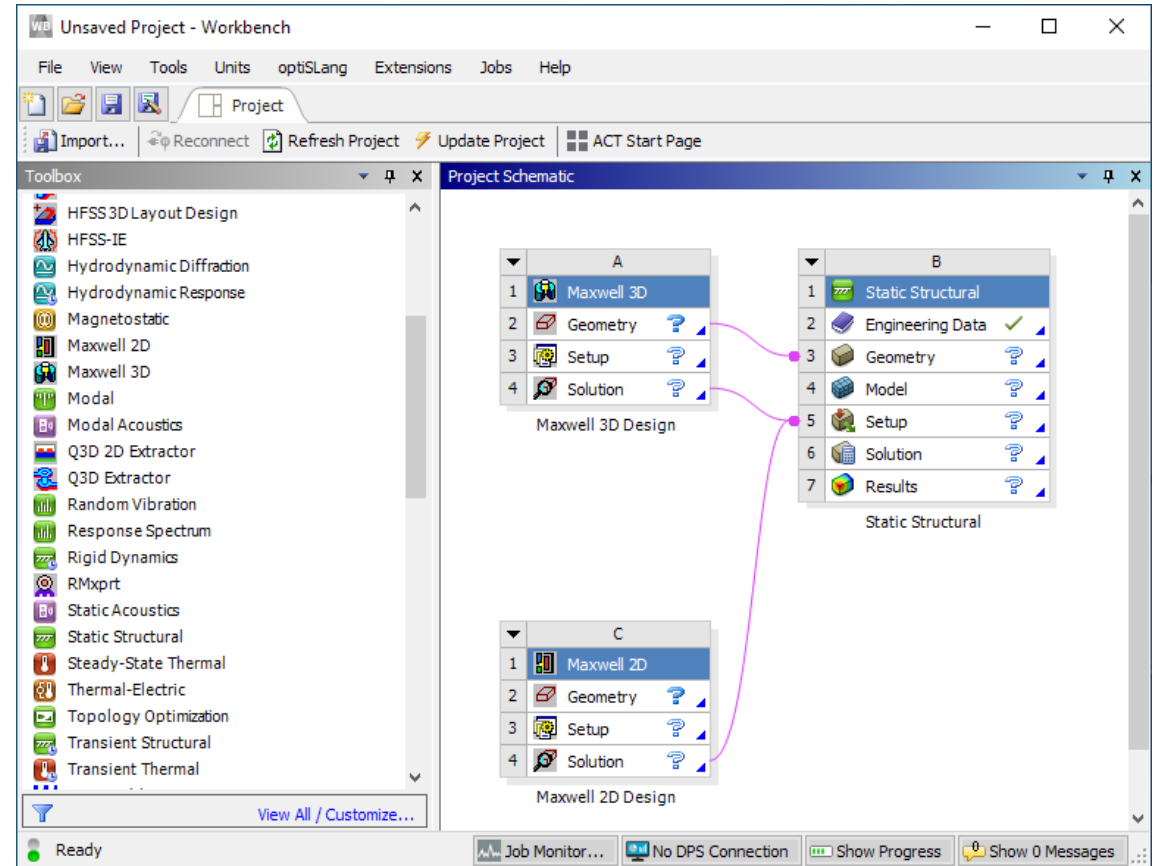 Unsaved Project - Workbench
File View Tools Units optiSLang Extensions Jobs Help
Project
Import... Reconnect Refresh Project Update Project ACT Start Page
Toolbox
HFSS 3D Layout Design
HFSS-IE
Hydrodynamic Diffraction
Hydrodynamic Response
Magnetostatic
Maxwell 2D
Maxwell 3D
Modal
Modal Acoustics
Q3D 2D Extractor
Q3D Extractor
Random Vibration
Response Spectrum
Rigid Dynamics
RMxprt
Static Acoustics
Static Structural
Steady-State Thermal
Thermal-Electric
Topology Optimization
Transient Structural
Transient Thermal
View All / Customize...
Project Schematic
A
1 Maxwell 3D
2 Geometry
3 Setup
4 Solution
Maxwell 3D Design
B
1 Static Structural
2 Engineering Data
3 Geometry
4 Model
5 Setup
6 Solution
7 Results
Static Structural
C
1 Maxwell 2D
2 Geometry
3 Setup
4 Solution
Maxwell 2D Design
Ready
Job Monitor... No DPS Connection Show Progress 0 Show 0 Messages